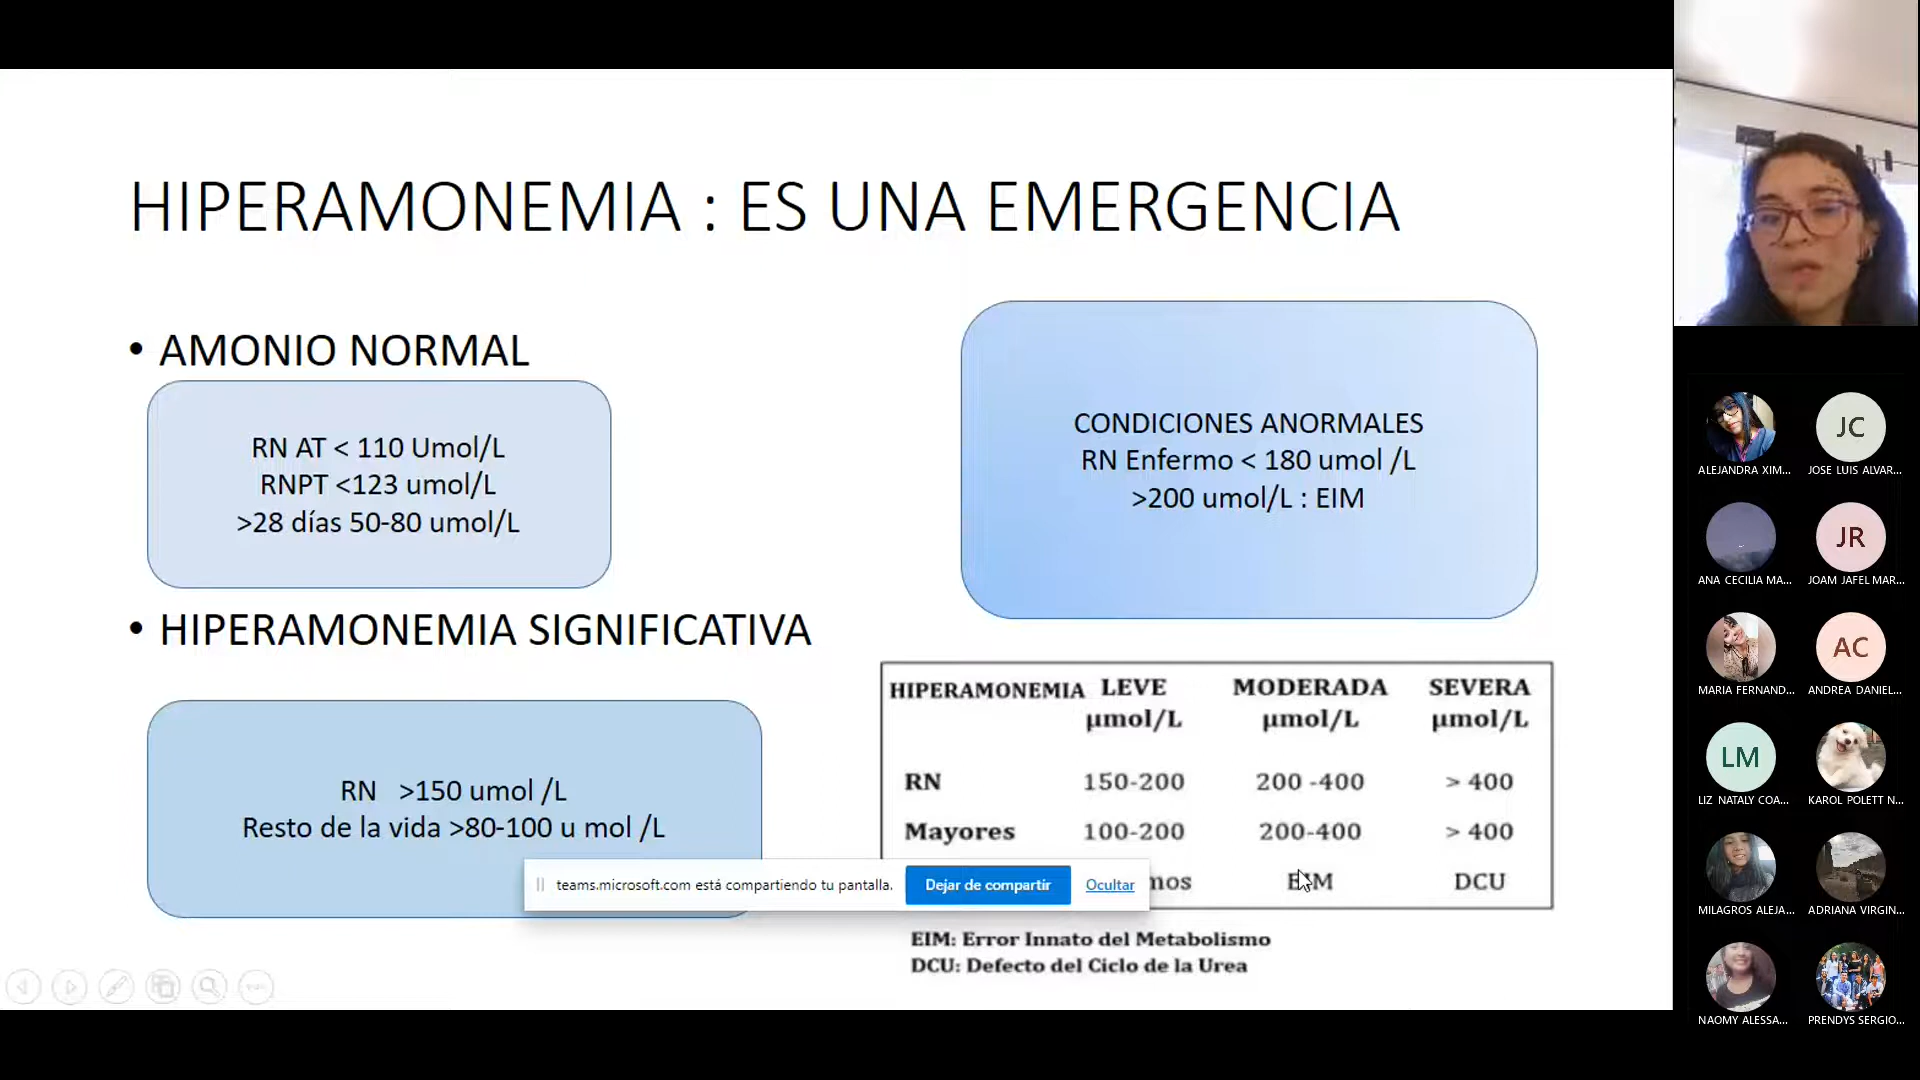 HIPERAMONEMIA : ES UNA EMERGENCIA
• AMONIO NORMAL
RN AT < 110 Umol/L
RNPT <123 umol/L
>28 días 50-80 umol/L
CONDICIONES ANORMALES
RN Enfermo < 180 umol /L
>200 umol/L : EIM
• HIPERAMONEMIA SIGNIFICATIVA
RN >150 umol /L
Resto de la vida >80-100 u mol /L
HIPERAMONEMIA LEVE MODERADA SEVERA
µmol/L µmol/L µmol/L
RN 150-200 200 -400 > 400
Mayores 100-200 200-400 > 400
DCU
teams.microsoft.com está compartiendo tu pantalla. Dejar de compartir Ocultar
EIM: Error Innato del Metabolismo
DCU: Defecto del Ciclo de la Urea
ALEJANDRA XIM...
JC
JOSE LUIS ALVAR...
ANA CECILIA MA...
JR
JOAM JAFEL MAR...
MARIA FERNAND...
AC
ANDREA DANIEL...
LM
LIZ NATALY COA...
KAROL POLETT N...
MILAGROS ALEJA...
ADRIANA VIRGIN...
NAOMY ALESSA...
PRENDYS SERGIO...